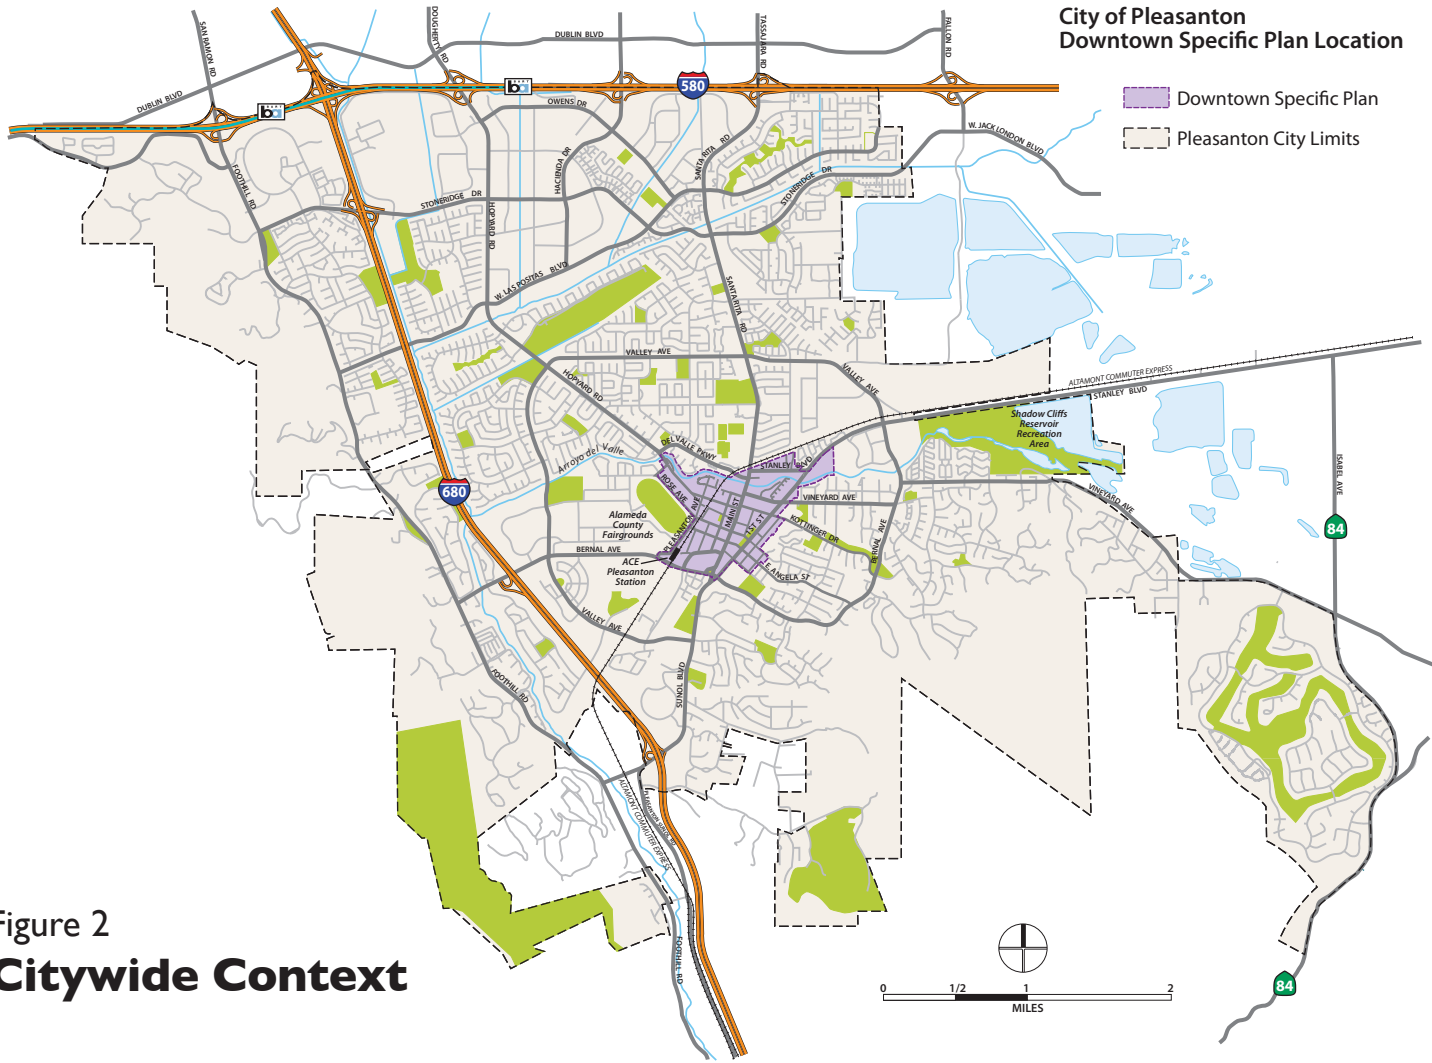 City of Pleasanton
Downtown Specific Plan Location
Downtown Specific Plan
Pleasanton City Limits
SAN RAMON RD
DOUGHERTY RD
DUBLIN BLVD
TASSAJARA RD
FALLON RD
DUBLIN BLVD
580
OWENS DR
W. JACK LONDON BLVD
SANTA RITA RD
HACIENDA DR
FOOTHILL RD
STONERIDGE DR
STONERIDGE DR
HOPYARD RD
W. LAS POSITAS BLVD
SANTA RITA RD
VALLEY AVE
VALLEY AVE
HOPYARD RD
ALTAMONT COMMUTER EXPRESS
STANLEY BLVD
Shadow Cliffs
Reservoir
Recreation
Area
DEL VALLE PKWY
Arroyo del Valle
STANLEY BLVD
ISABEL AVE
680
ROSE AVE
PLEASANTON AVE
MAIN ST
1ST ST
VINEYARD AVE
VINEYARD AVE
84
Alameda
County
Fairgrounds
KOTTINGER DR
BERNAL AVE
BERNAL AVE
ACE
Pleasanton
Station
E. ANGELA ST
VALLEY AVE
FOOTHILL RD
SUNOL BLVD
ALTAMONT COMMUTER EXPRESS
PLEASANTON SUNOL RD
FOOTHILL RD
Figure 2
Citywide Context
0 1/2 1 2
MILES
84